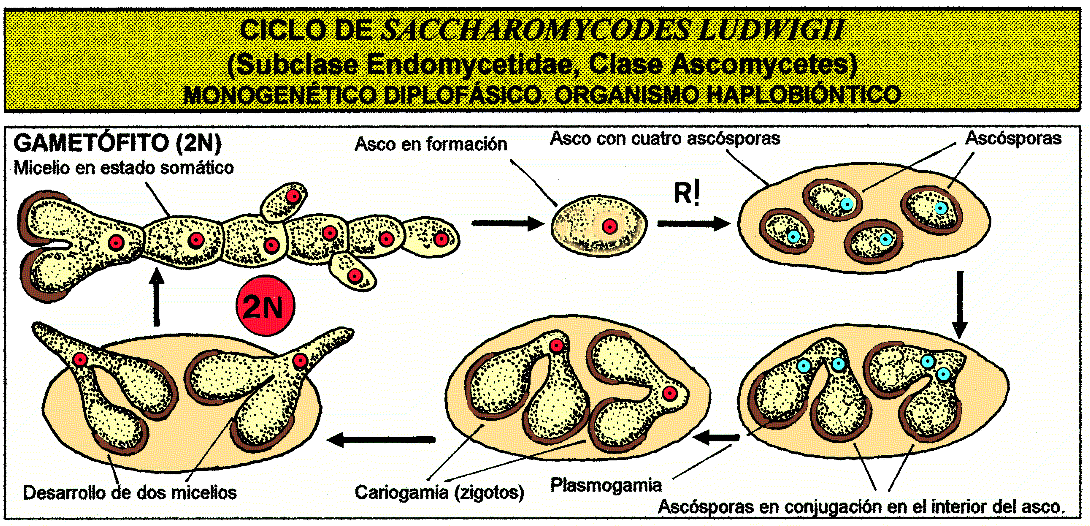 CICLO DE SACCHAROMYCODES LUDWIGII
(Subclase Endomycetidae, Clase Ascomycetes)
MONOGENÉTICO DIPLOFÁSICO. ORGANISMO HAPLOBIÓNTICO
GAMETÓFITO (2N)
Micelio en estado somático
Asco en formación
Asco con cuatro ascósporas
Ascósporas
R!
2N
Desarrollo de dos micelios
Cariogamia (zigotos)
Plasmogamia
Ascósporas en conjugación en el interior del asco.